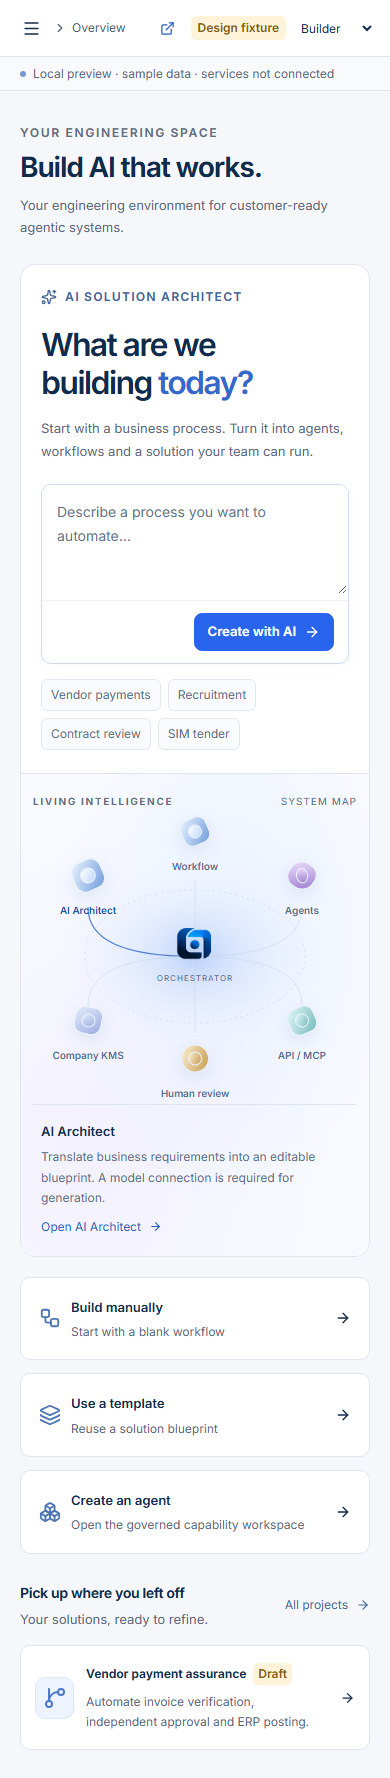 Overview
Design fixture
Builder
Local preview · sample data · services not connected
YOUR ENGINEERING SPACE
Build AI that works.
Your engineering environment for customer-ready
agentic systems.
AI SOLUTION ARCHITECT
What are we
building today?
Start with a business process. Turn it into agents,
workflows and a solution your team can run.
Describe a process you want to
automate...
Create with AI
Vendor payments
Recruitment
Contract review
SIM tender
LIVING INTELLIGENCE
SYSTEM MAP
Workflow
AI Architect
Agents
ORCHESTRATOR
Company KMS
API / MCP
Human review
AI Architect
Translate business requirements into an editable
blueprint. A model connection is required for
generation.
Open AI Architect
Build manually
Start with a blank workflow
Use a template
Reuse a solution blueprint
Create an agent
Open the governed capability workspace
Pick up where you left off
Your solutions, ready to refine.
All projects
Vendor payment assurance
Draft
Automate invoice verification,
independent approval and ERP posting.